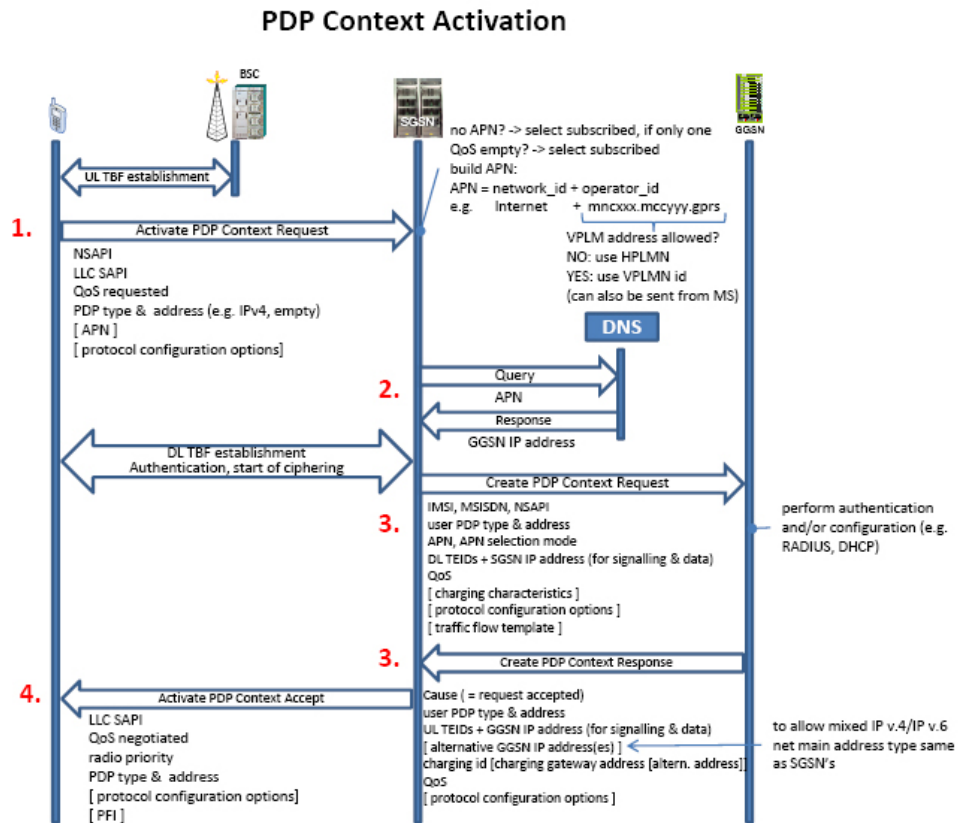 PDP Context Activation
BSC
SGSN
GGSN
no APN? -> select subscribed, if only one
QoS empty? -> select subscribed
build APN:
APN = network_id + operator_id
e.g. Internet + mncxxx.mccyyy.gprs
UL TBF establishment
1.
Activate PDP Context Request
NSAPI
LLC SAPI
QoS requested
PDP type & address (e.g. IPv4, empty)
[ APN ]
[ protocol configuration options]
VPLM address allowed?
NO: use HPLMN
YES: use VPLMN id
(can also be sent from MS)
DNS
2.
Query
APN
Response
GGSN IP address
DL TBF establishment
Authentication, start of ciphering
Create PDP Context Request
3.
IMSI, MSISDN, NSAPI
user PDP type & address
APN, APN selection mode
DL TEIDs + SGSN IP address (for signalling & data)
QoS
[ charging characteristics ]
[ protocol configuration options ]
[ traffic flow template ]
perform authentication
and/or configuration (e.g.
RADIUS, DHCP)
3.
Create PDP Context Response
4.
Activate PDP Context Accept
LLC SAPI
QoS negotiated
radio priority
PDP type & address
[ protocol configuration options]
[ PFI ]
Cause ( = request accepted)
user PDP type & address
UL TEIDs + GGSN IP address (for signalling & data)
[ alternative GGSN IP address(es) ]
charging id [charging gateway address [altern. address]]
QoS
[ protocol configuration options ]
to allow mixed IP v.4/IP v.6
net main address type same
as SGSN's